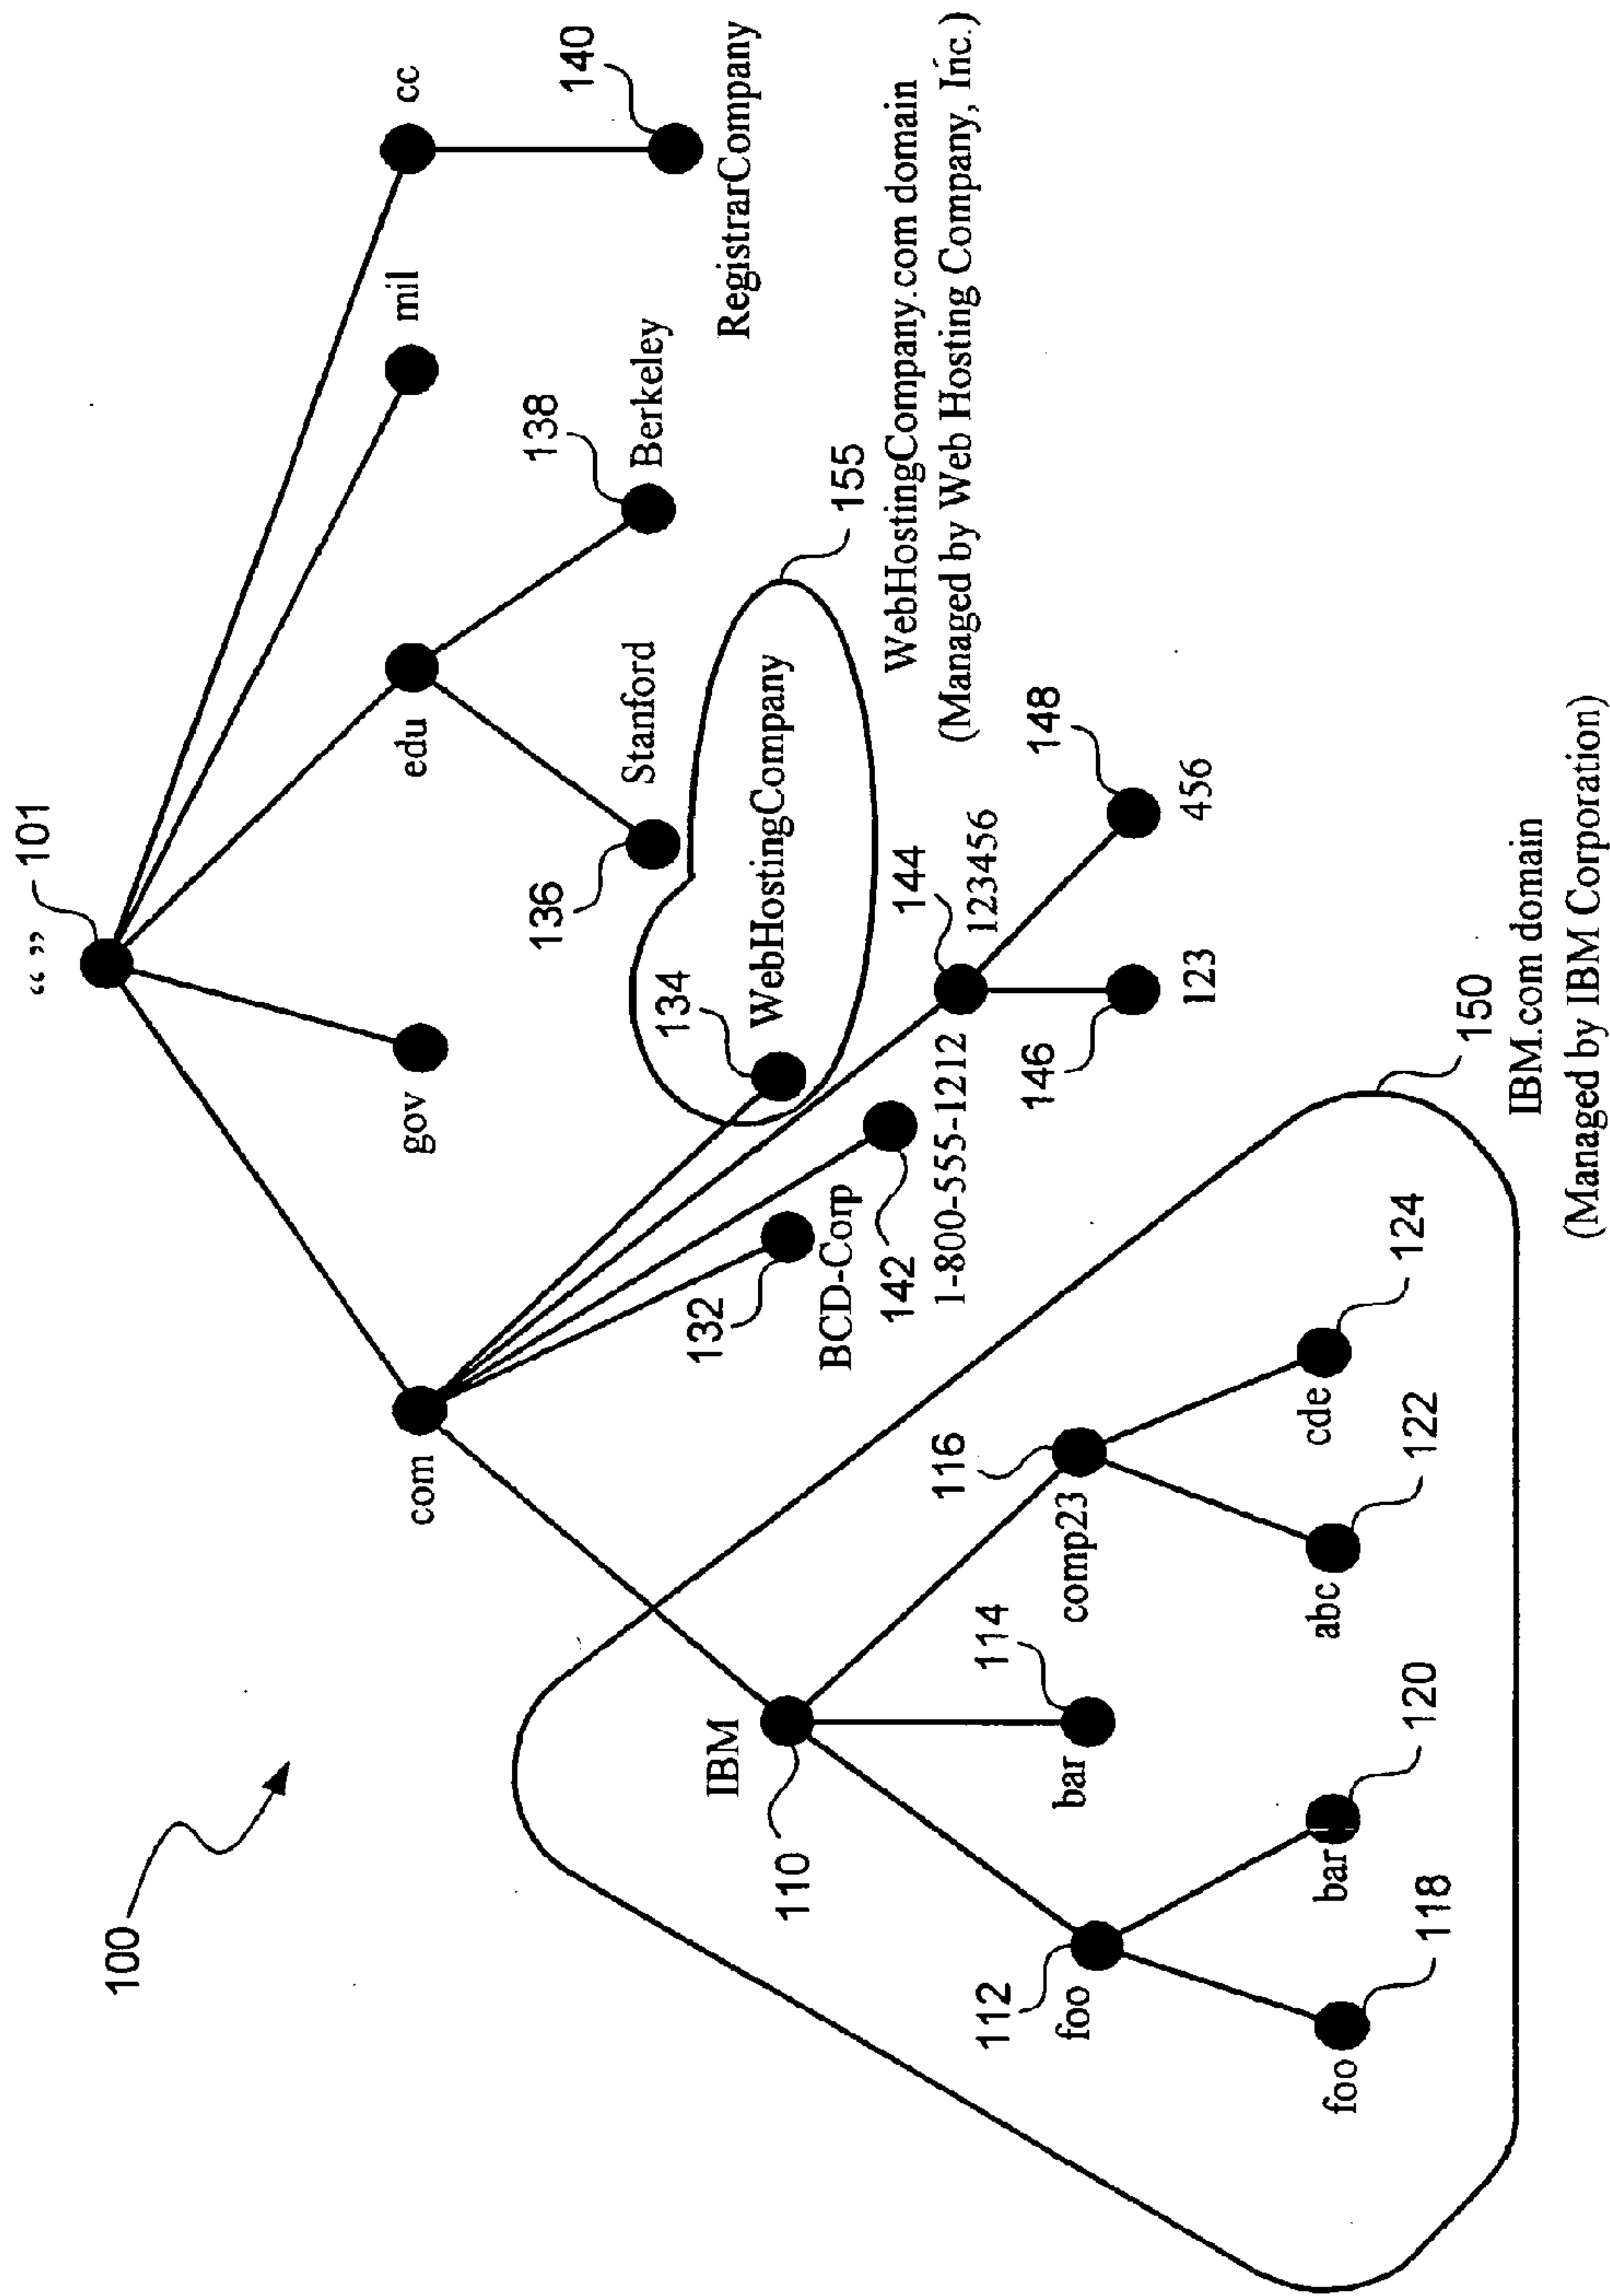 100
“ ”
101
com
gov
edu
mil
cc
140
RegistrarCompany
138
Berkeley
Stanford
136
155
WebHostingCompany
134
WebHostingCompany.com domain
(Managed by Web Hosting Company, Inc.)
132
BCD-Corp
142
1-800-555-1212
144
123456
148
456
146
123
IBM
110
112
foo
114
bar
116
comp23
foo
118
bar
120
abc
122
cde
124
150
IBM.com domain
(Managed by IBM Corporation)